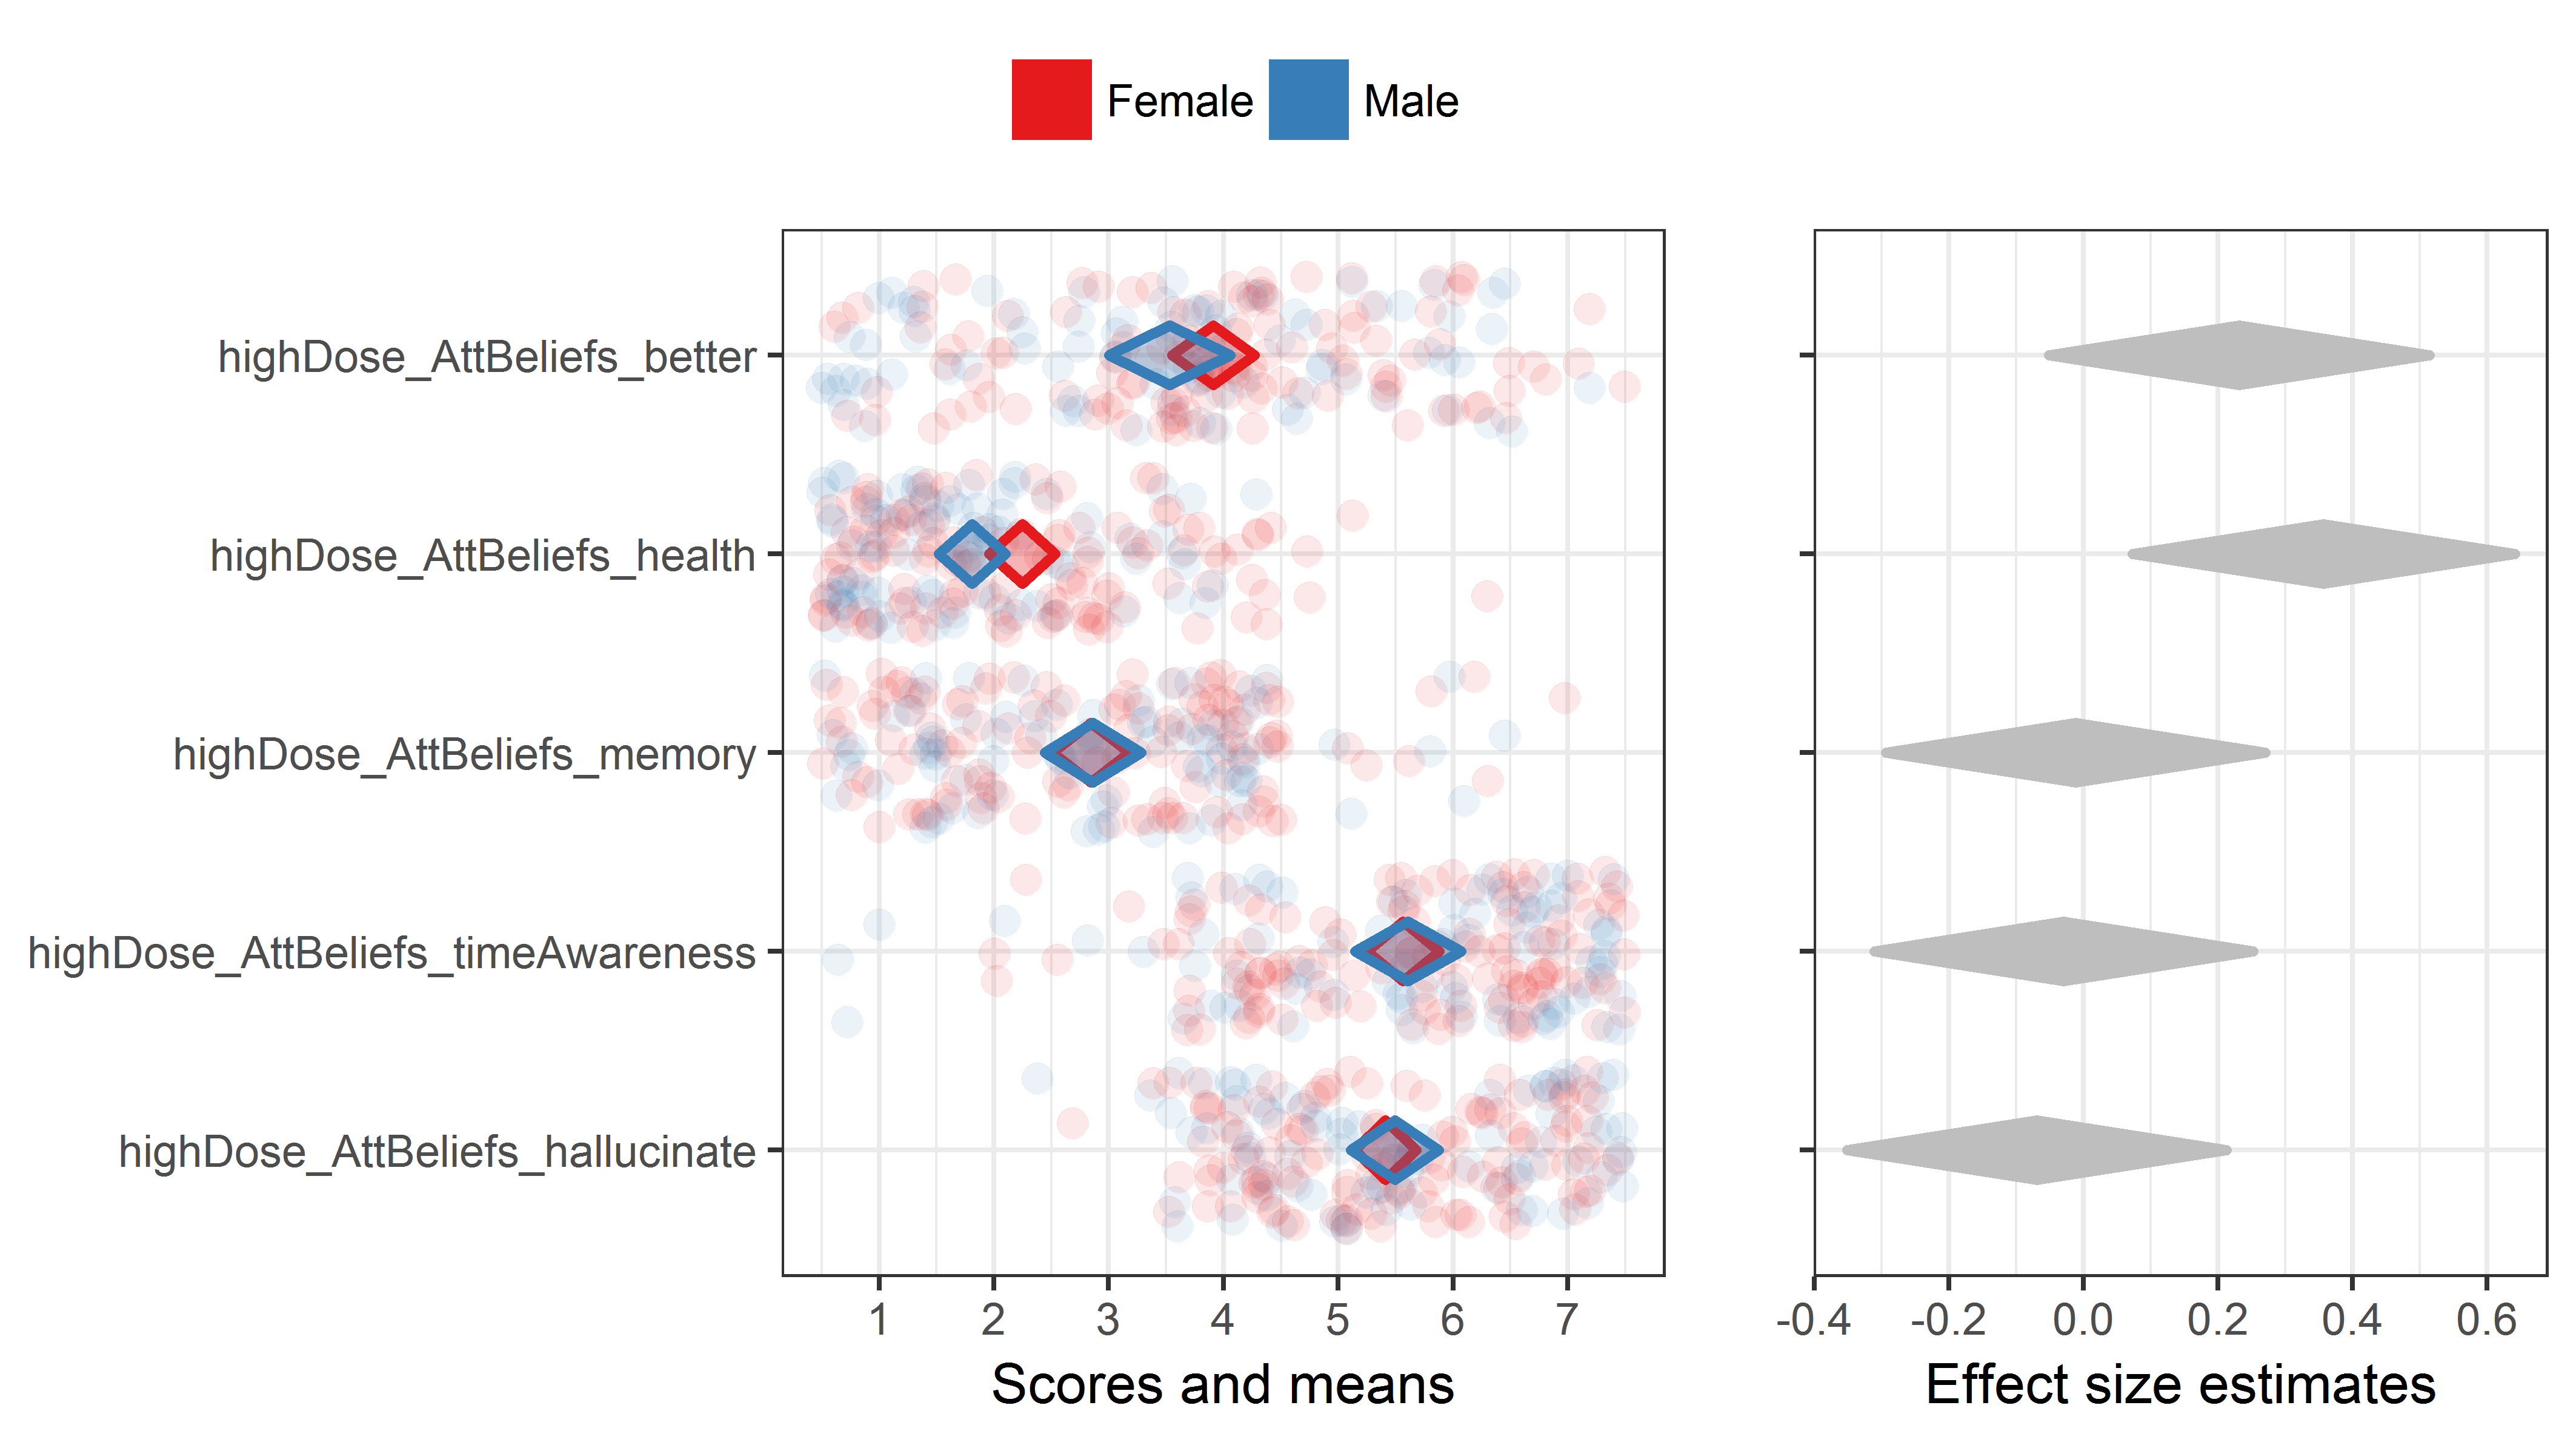 Female Male
highDose_AttBeliefs_better
highDose_AttBeliefs_health
highDose_AttBeliefs_memory
highDose_AttBeliefs_timeAwareness
highDose_AttBeliefs_hallucinate
1 2 3 4 5 6 7
Scores and means
-0.4 -0.2 0.0 0.2 0.4 0.6
Effect size estimates